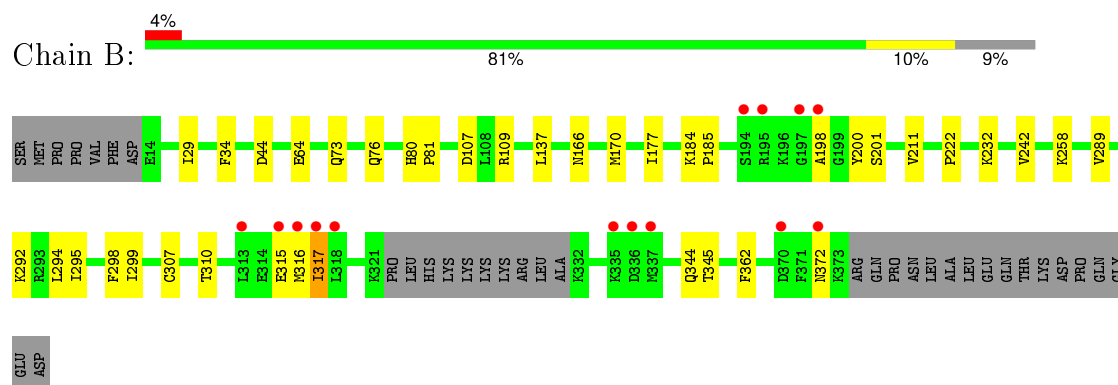 4%
Chain B:
81% 10% 9%
SER MET PRO PRO VAL PHE ASP E14 I29 F34 D44 E64 Q73 Q76 H80 P81 D107 L108 R109 L137 N166 M170 I177 K184 P185 S194 R195 K196 G197 A198 G199 Y200 S201 V211 P222 K232 V242 K258 V289
K292 R293 L294 I295 F298 I299 C307 T310 L313 E314 E315 M316 I317 L318 K321 PRO LEU HIS LYS LYS LYS LYS ARG LEU ALA K332 K335 D336 M337 Q344 T345 F362 D370 F371 N372 K373 ARG GLN PRO ASN LEU ALA LEU GLU GLN THR LYS ASP PRO GLN GLY
GLU ASP